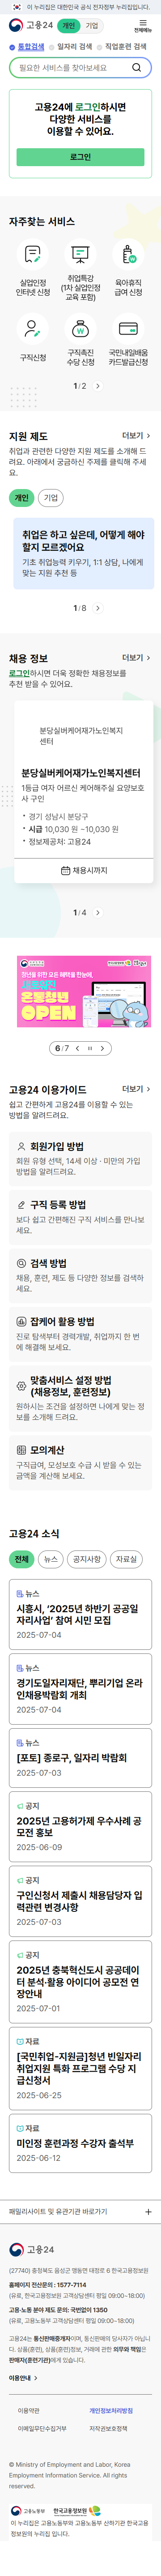 이 누리집은 대한민국 공식 전자정부 누리집입니다.
고용24 개인 기업
전체메뉴
통합검색 일자리 검색 직업훈련 검색
필요한 서비스를 찾아보세요
고용24에 로그인하시면
다양한 서비스를
이용할 수 있어요.
로그인
자주찾는 서비스
실업인정
인터넷 신청
취업특강
(1차 실업인정
교육 포함)
육아휴직
급여 신청
구직신청
구직촉진
수당 신청
국민내일배움
카드발급신청
1 / 2
지원 제도 더보기
취업과 관련한 다양한 지원 제도를 소개해 드
려요. 아래에서 궁금하신 주제를 클릭해 주세
요.
개인 기업
취업은 하고 싶은데, 어떻게 해야
할지 모르겠어요
기초 취업능력 키우기, 1:1 상담, 나에게
맞는 지원 추천 등
1 / 8
채용 정보 더보기
로그인하시면 더욱 정확한 채용정보를
추천 받을 수 있어요.
분당실버케어재가노인복지
센터
분당실버케어재가노인복지센터
1등급 여자 어르신 케어해주실 요양보호
사 구인
경기 성남시 분당구
시급 10,030 원 ~10,030 원
정보제공처: 고용24
채용시까지
1 / 4
청년을 위한 모든 혜택을 한눈에,
온통청년
OPEN
6 / 7
고용24 이용가이드 더보기
쉽고 간편하게 고용24를 이용할 수 있는
방법을 알려드려요.
회원가입 방법
회원 유형 선택, 14세 이상 · 미만의 가입
방법을 알려드려요.
구직 등록 방법
보다 쉽고 간편해진 구직 서비스를 만나보
세요.
검색 방법
채용, 훈련, 제도 등 다양한 정보를 검색하
세요.
잡케어 활용 방법
진로 탐색부터 경력개발, 취업까지 한 번
에 해결해 보세요.
맞춤서비스 설정 방법
(채용정보, 훈련정보)
원하시는 조건을 설정하면 나에게 맞는 정
보를 소개해 드려요.
모의계산
구직급여, 모성보호 수급 시 받을 수 있는
금액을 계산해 보세요.
고용24 소식
전체 뉴스 공지사항 자료실
뉴스
시흥시, ‘2025년 하반기 공공일
자리사업’ 참여 시민 모집
2025-07-04
뉴스
경기도일자리재단, 뿌리기업 온라
인채용박람회 개최
2025-07-04
뉴스
[포토] 종로구, 일자리 박람회
2025-07-03
공지
2025년 고용허가제 우수사례 공
모전 홍보
2025-06-09
공지
구인신청서 제출시 채용담당자 입
력관련 변경사항
2025-07-03
공지
2025년 충북혁신도시 공공데이
터 분석·활용 아이디어 공모전 연
장안내
2025-07-01
자료
[국민취업-지원금]청년 빈일자리
취업지원 특화 프로그램 수당 지
급신청서
2025-06-25
자료
미인정 훈련과정 수강자 출석부
2025-06-12
패밀리사이트 및 유관기관 바로가기
고용24
(27740) 충청북도 음성군 맹동면 태정로 6 한국고용정보원
홈페이지 전산문의 : 1577-7114
(유료, 한국고용정보원 고객상담센터 평일 09:00~18:00)
고용·노동 분야 제도 문의: 국번없이 1350
(유료, 고용노동부 고객상담센터 평일 09:00~18:00)
고용24는 통신판매중개자이며, 통신판매의 당사자가 아닙니
다. 상품(훈련), 상품(훈련)정보, 거래에 관한 의무와 책임은
판매자(훈련기관)에게 있습니다.
이용안내
이용약관 개인정보처리방침
이메일무단수집거부 저작권보호정책
© Ministry of Employment and Labor, Korea
Employment Information Service. All rights
reserved.
고용노동부 한국고용정보원
이 누리집은 고용노동부와 고용노동부 산하기관 한국고용
정보원의 누리집 입니다.